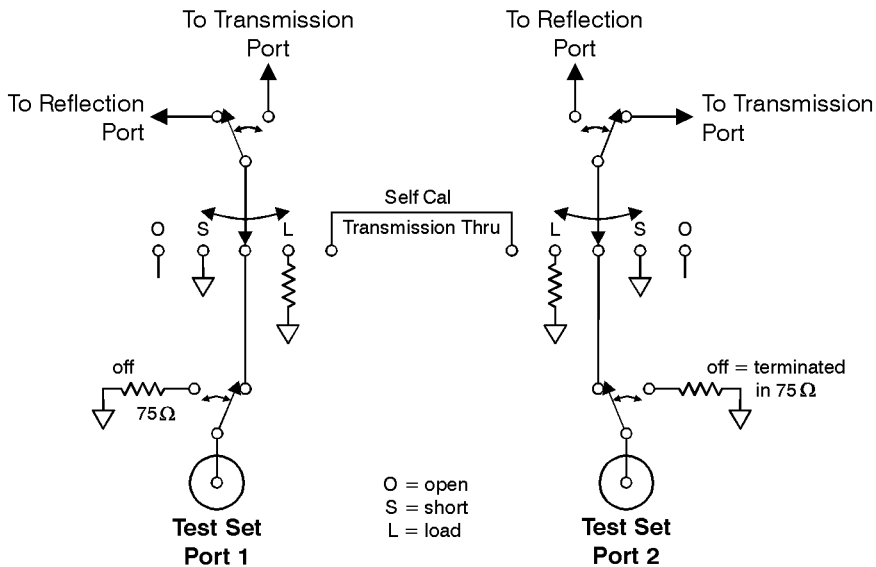 To Transmission
Port
To Reflection
Port
To Reflection
Port
To Transmission
Port
Self Cal
Transmission Thru
O
S
L
L
S
O
off
75Ω
off = terminated
in 75Ω
O = open
S = short
L = load
Test Set
Port 1
Test Set
Port 2